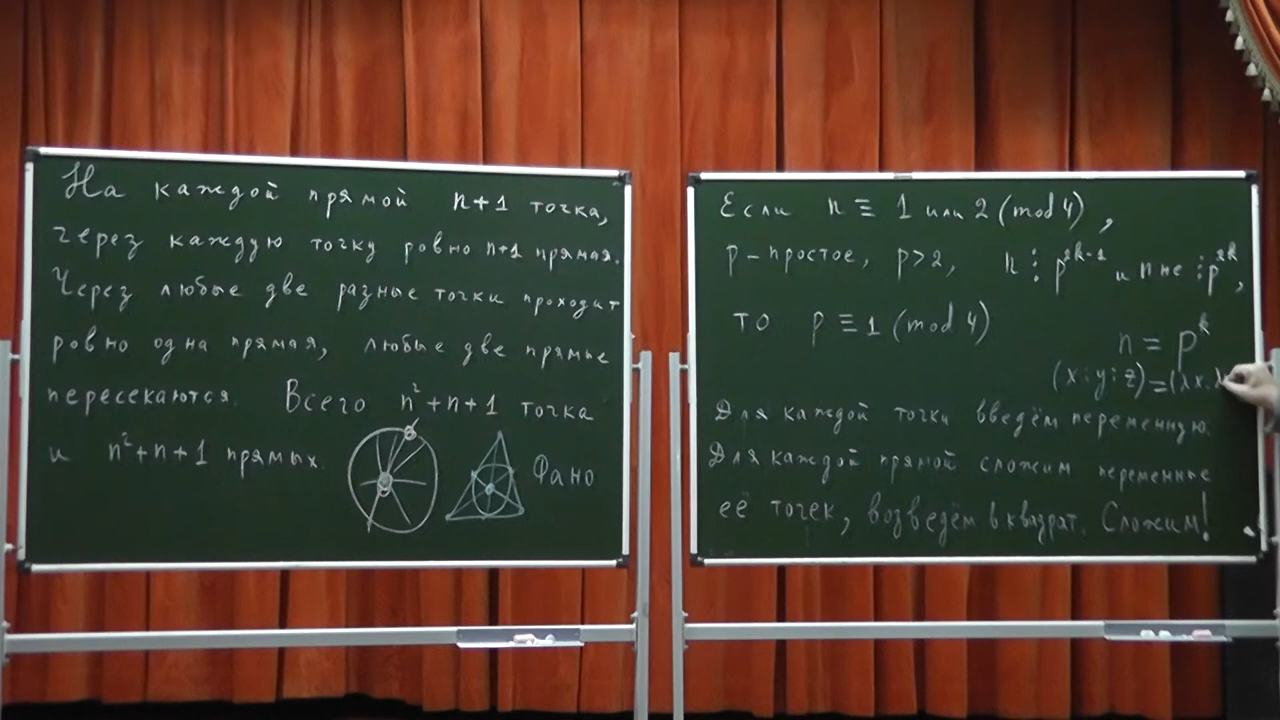 На каждой прямой n+1 точка,
через каждую точку ровно n+1 прямая.
Через любые две разные точки проходит
ровно одна прямая, любые две прямые
пересекаются. Всего n²+n+1 точка
и n²+n+1 прямых.
Фано
Если n ≡ 1 или 2 (mod 4),
p – простое, p>2, n ⋮ p²ᵏ⁻¹ и n не ⋮ p²ᵏ,
то p ≡ 1 (mod 4)
n = pᵏ
(x:y:z)=(λx:λ
Для каждой точки введём переменную.
Для каждой прямой сложим переменные
её точек, возведём в квадрат. Сложим!